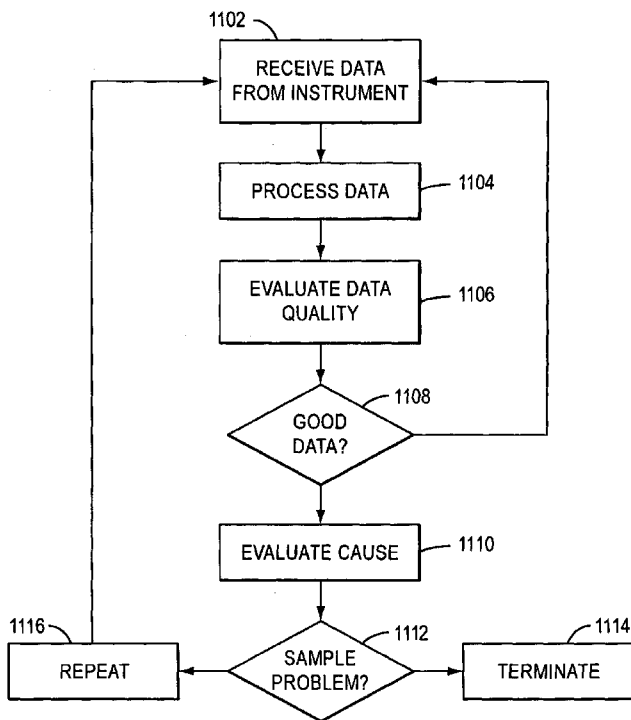 1102
RECEIVE DATA
FROM INSTRUMENT
PROCESS DATA
1104
EVALUATE DATA
QUALITY
1106
1108
GOOD
DATA?
EVALUATE CAUSE
1110
1116
REPEAT
1112
SAMPLE
PROBLEM?
1114
TERMINATE